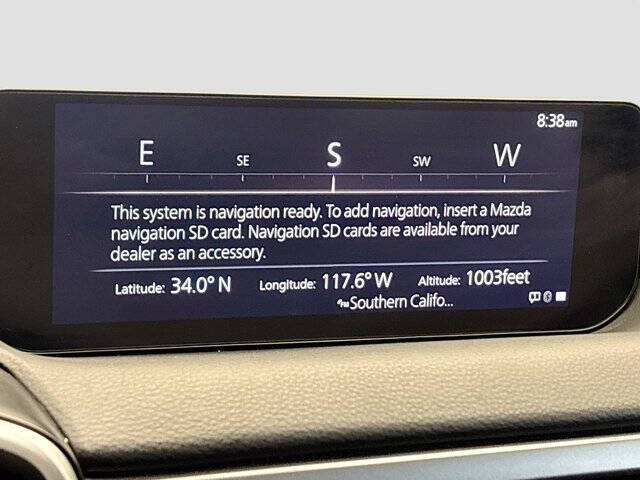 8:38am
E SE S SW W
This system is navigation ready. To add navigation, insert a Mazda
navigation SD card. Navigation SD cards are available from your
dealer as an accessory.
Latitude: 34.0° N Longitude: 117.6° W Altitude: 1003feet
Southern Califo...